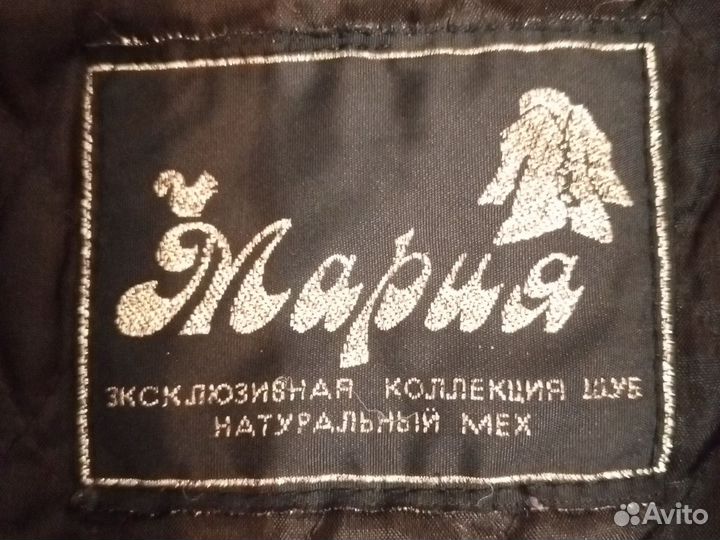 Мария
ЭКСКЛЮЗИВНАЯ КОЛЛЕКЦИЯ ШУБ
НАТУРАЛЬНЫЙ МЕХ
Avito